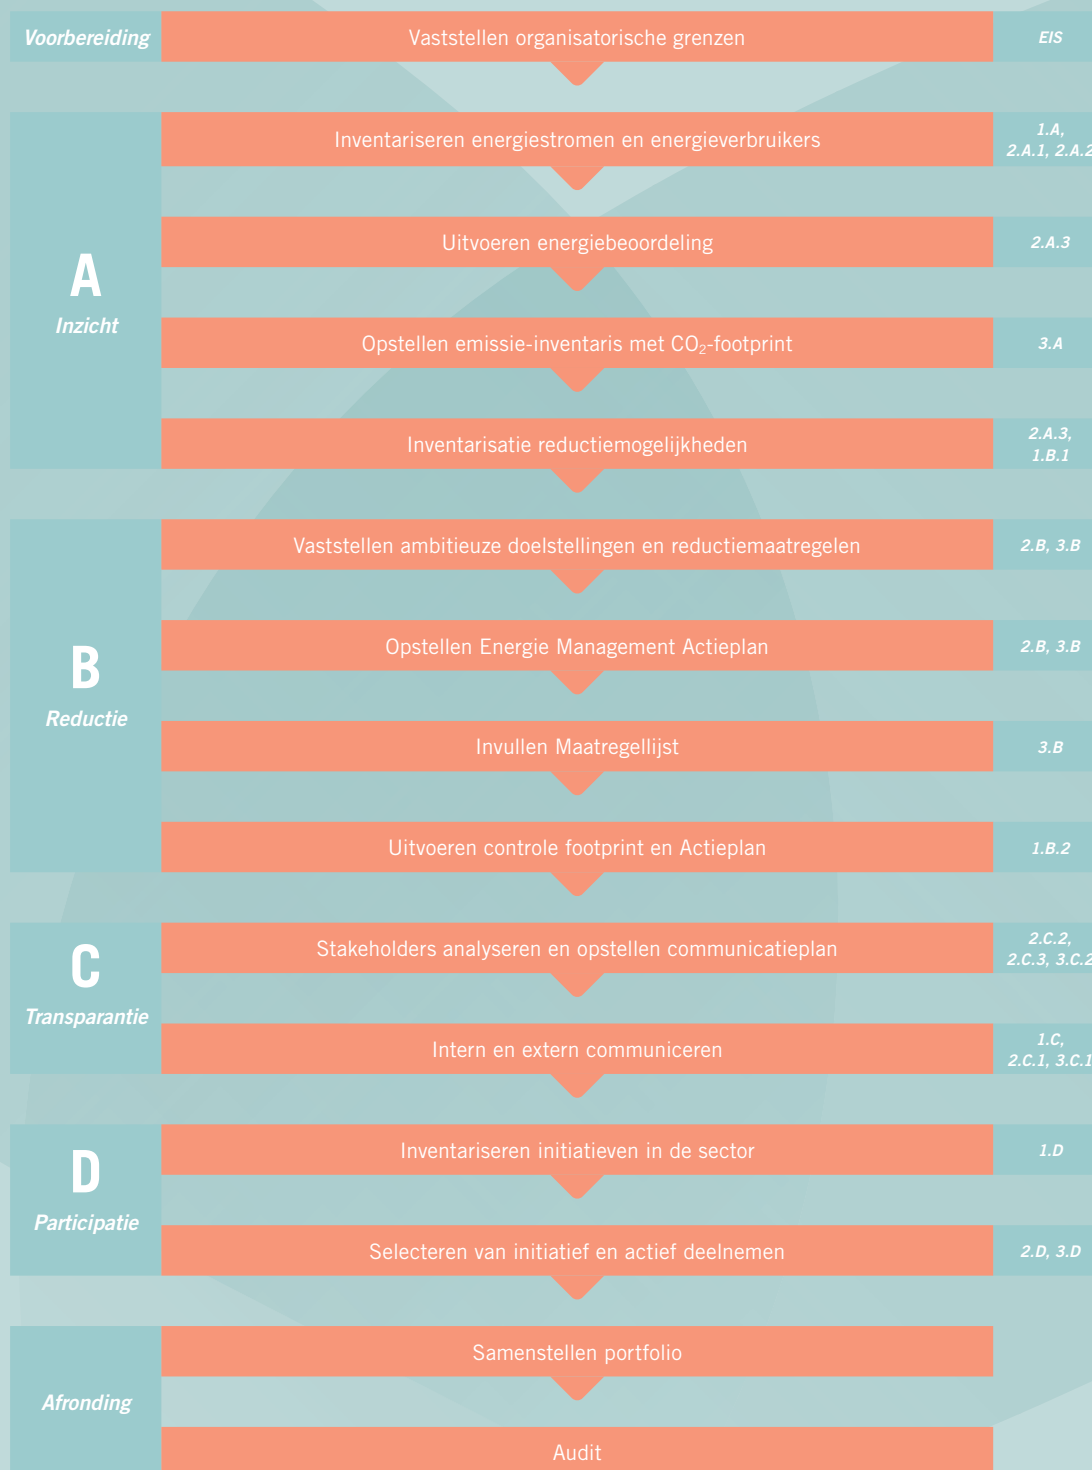 Voorbereiding
Vaststellen organisatorische grenzen
EIS
A
Inzicht
Inventariseren energiestromen en energieverbruikers
1.A,
2.A.1, 2.A.2
Uitvoeren energiebeoordeling
2.A.3
Opstellen emissie-inventaris met CO₂-footprint
3.A
Inventarisatie reductiemogelijkheden
2.A.3,
1.B.1
B
Reductie
Vaststellen ambitieuze doelstellingen en reductiemaatregelen
2.B, 3.B
Opstellen Energie Management Actieplan
2.B, 3.B
Invullen Maatregellijst
3.B
Uitvoeren controle footprint en Actieplan
1.B.2
C
Transparantie
Stakeholders analyseren en opstellen communicatieplan
2.C.2,
2.C.3, 3.C.2
Intern en extern communiceren
1.C,
2.C.1, 3.C.1
D
Participatie
Inventariseren initiatieven in de sector
1.D
Selecteren van initiatief en actief deelnemen
2.D, 3.D
Afronding
Samenstellen portfolio
Audit